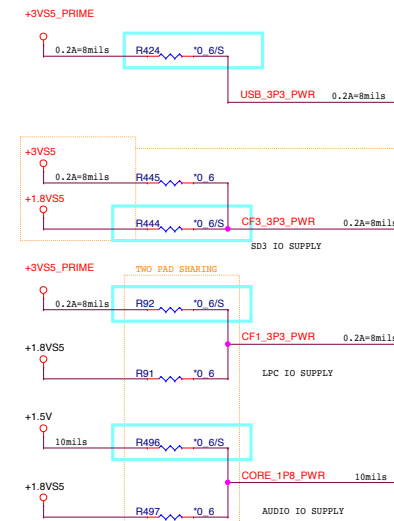 +3VS5_PRIME
0.2A=8mils R424 *0_6/S
USB_3P3_PWR 0.2A=8mils
+3VS5
0.2A=8mils R445 *0_6
+1.8VS5
R444 *0_6/S CF3_3P3_PWR 0.2A=8mils
SD3 IO SUPPLY
+3VS5_PRIME TWO PAD SHARING
0.2A=8mils R92 *0_6/S
CF1_3P3_PWR 0.2A=8mils
+1.8VS5
R91 *0_6 LPC IO SUPPLY
+1.5V
10mils R496 *0_6/S
CORE_1P8_PWR 10mils
+1.8VS5
R497 *0_6 AUDIO IO SUPPLY